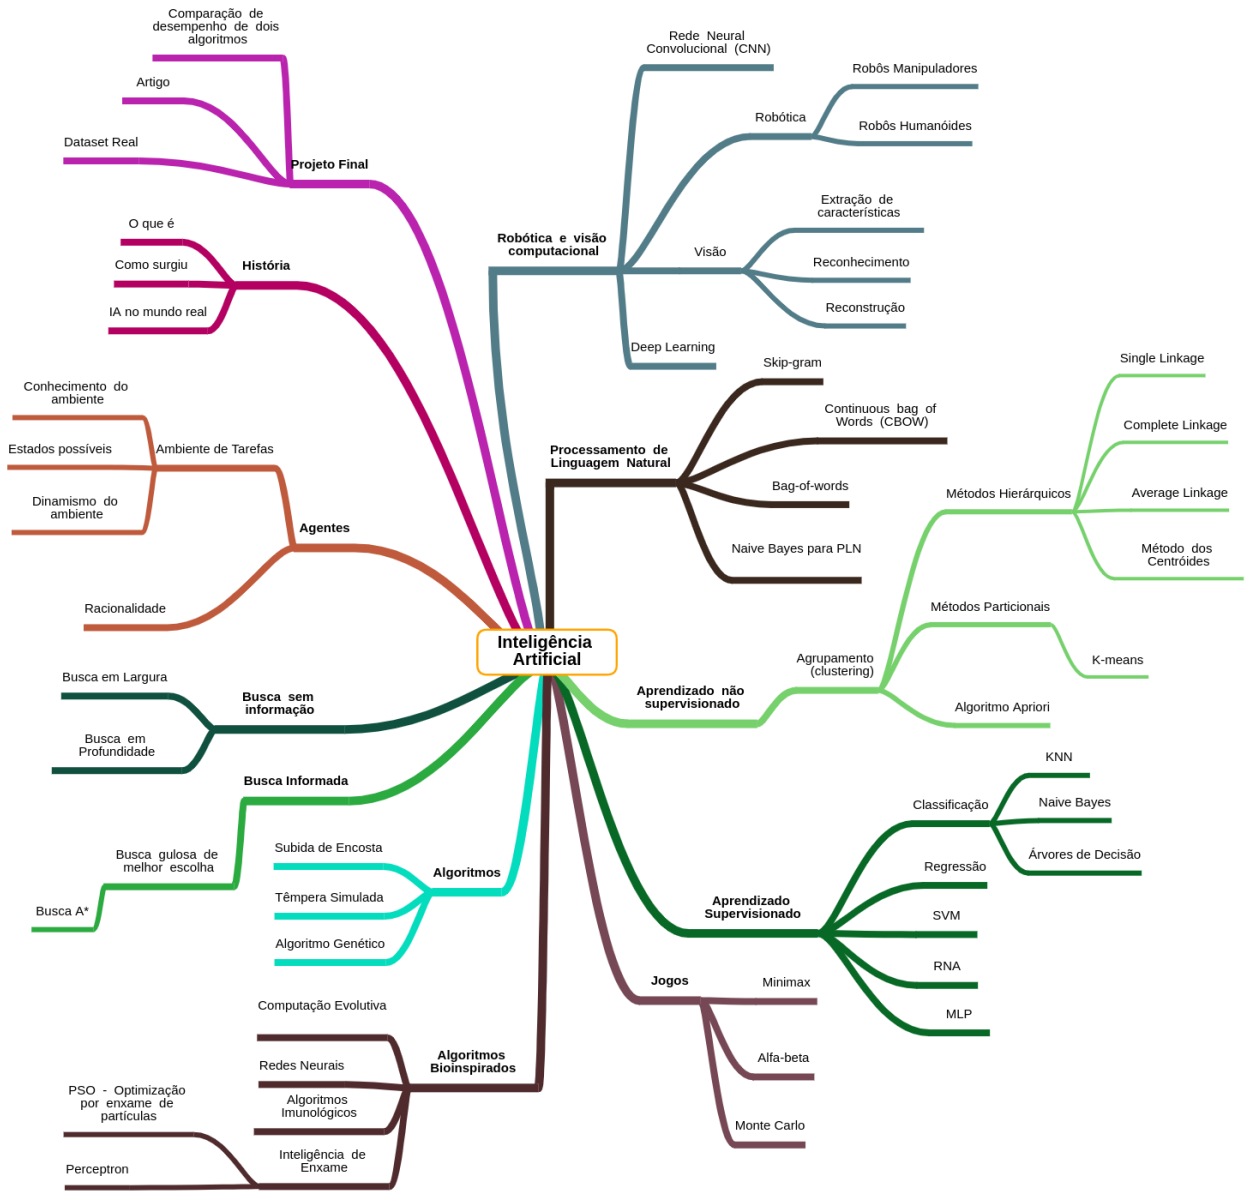 Inteligência
Artificial
Projeto Final
Comparação de
desempenho de dois
algoritmos
Artigo
Dataset Real
História
O que é
Como surgiu
IA no mundo real
Agentes
Ambiente de Tarefas
Conhecimento do
ambiente
Estados possíveis
Dinamismo do
ambiente
Racionalidade
Busca sem
informação
Busca em Largura
Busca em
Profundidade
Busca Informada
Busca gulosa de
melhor escolha
Busca A*
Algoritmos
Subida de Encosta
Têmpera Simulada
Algoritmo Genético
Algoritmos
Bioinspirados
Computação Evolutiva
Redes Neurais
Algoritmos
Imunológicos
Inteligência de
Enxame
PSO - Optimização
por enxame de
partículas
Perceptron
Robótica e visão
computacional
Rede Neural
Convolucional (CNN)
Robótica
Robôs Manipuladores
Robôs Humanóides
Visão
Extração de
características
Reconhecimento
Reconstrução
Deep Learning
Processamento de
Linguagem Natural
Skip-gram
Continuous bag of
Words (CBOW)
Bag-of-words
Naive Bayes para PLN
Aprendizado não
supervisionado
Agrupamento
(clustering)
Métodos Hierárquicos
Single Linkage
Complete Linkage
Average Linkage
Método dos
Centróides
Métodos Particionais
K-means
Algoritmo Apriori
Aprendizado
Supervisionado
Classificação
KNN
Naive Bayes
Árvores de Decisão
Regressão
SVM
RNA
MLP
Jogos
Minimax
Alfa-beta
Monte Carlo